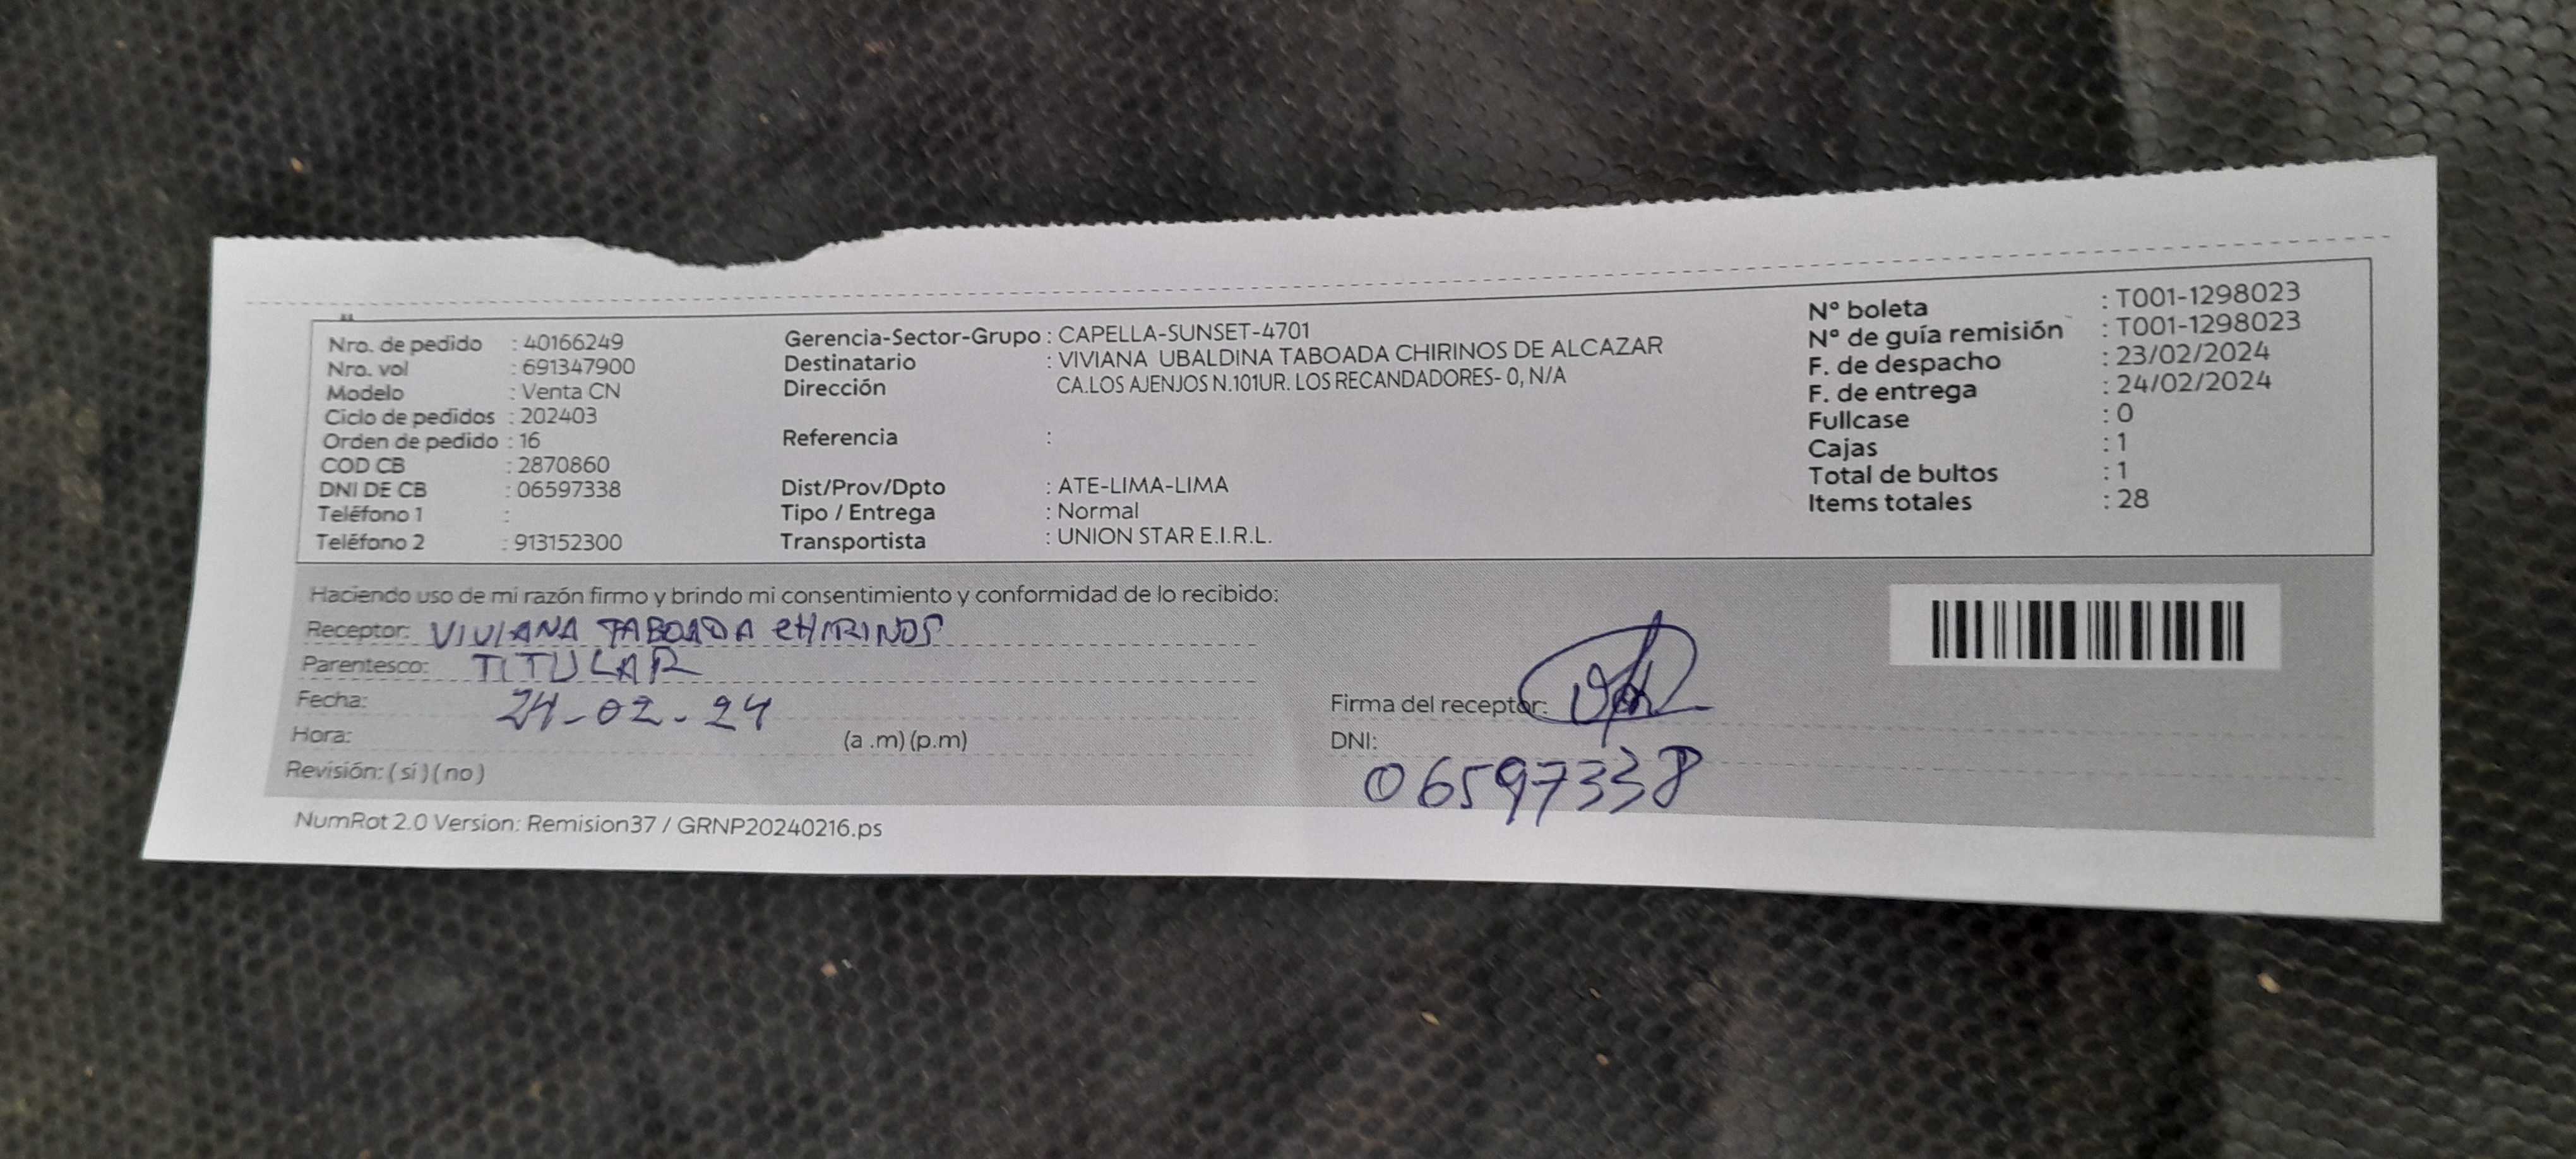 Nro. de pedido : 40166249
Nro. vol : 691347900
Modelo : Venta CN
Ciclo de pedidos : 202403
Orden de pedido : 16
COD CB : 2870860
DNI DE CB : 06597338
Teléfono 1 :
Teléfono 2 : 913152300
Gerencia-Sector-Grupo : CAPELLA-SUNSET-4701
Destinatario : VIVIANA UBALDINA TABOADA CHIRINOS DE ALCAZAR
Dirección CA.LOS AJENJOS N.101UR. LOS RECANDADORES- 0, N/A
Referencia :
Dist/Prov/Dpto : ATE-LIMA-LIMA
Tipo / Entrega : Normal
Transportista : UNION STAR E.I.R.L.
N° boleta : T001-1298023
N° de guía remisión : T001-1298023
F. de despacho : 23/02/2024
F. de entrega : 24/02/2024
Fullcase : 0
Cajas : 1
Total de bultos : 1
Items totales : 28
Haciendo uso de mi razón firmo y brindo mi consentimiento y conformidad de lo recibido:
Receptor: VIVIANA TABOADA CHIRINOS
Parentesco: TITULAR
Fecha: 24-02-24
Hora: (a .m) (p.m)
Revisión: ( sí ) ( no )
Firma del receptor:
DNI:
06597338
NumRot 2.0 Version: Remision37 / GRNP20240216.ps